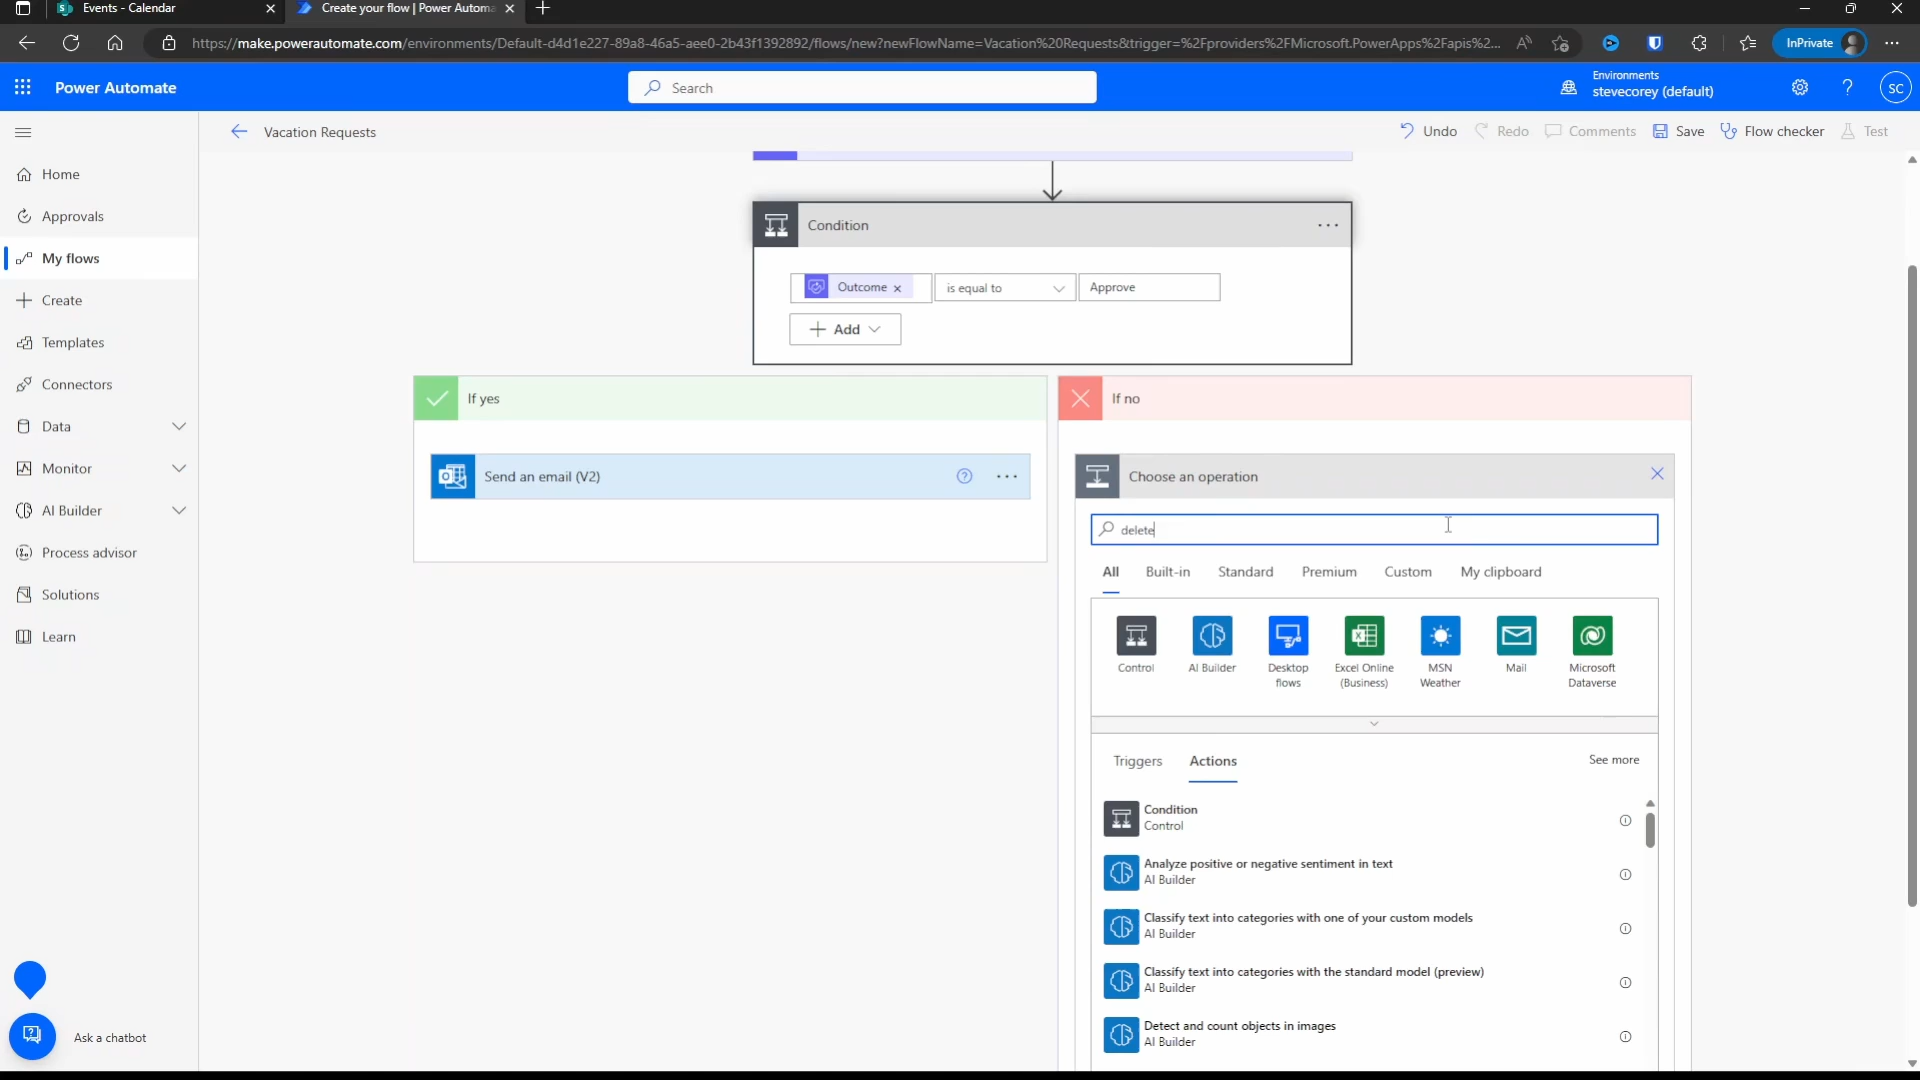 Events - Calendar
Create your flow | Power Automa
https://make.powerautomate.com/environments/Default-d4d1e227-89a8-46a5-aee0-2b43f1392892/flows/new?newFlowName=Vacation%20Requests&trigger=%2Fproviders%2FMicrosoft.PowerApps%2Fapis%2...
InPrivate
Power Automate
Search
Environments
stevecorey (default)
SC
Vacation Requests
Undo
Redo
Comments
Save
Flow checker
Test
Home
Approvals
My flows
Create
Templates
Connectors
Data
Monitor
AI Builder
Process advisor
Solutions
Learn
Ask a chatbot
Condition
Outcome
is equal to
Approve
Add
If yes
Send an email (V2)
If no
Choose an operation
delete
All
Built-in
Standard
Premium
Custom
My clipboard
Control
AI Builder
Desktop
flows
Excel Online
(Business)
MSN
Weather
Mail
Microsoft
Dataverse
Triggers
Actions
See more
Condition
Control
Analyze positive or negative sentiment in text
AI Builder
Classify text into categories with one of your custom models
AI Builder
Classify text into categories with the standard model (preview)
AI Builder
Detect and count objects in images
AI Builder